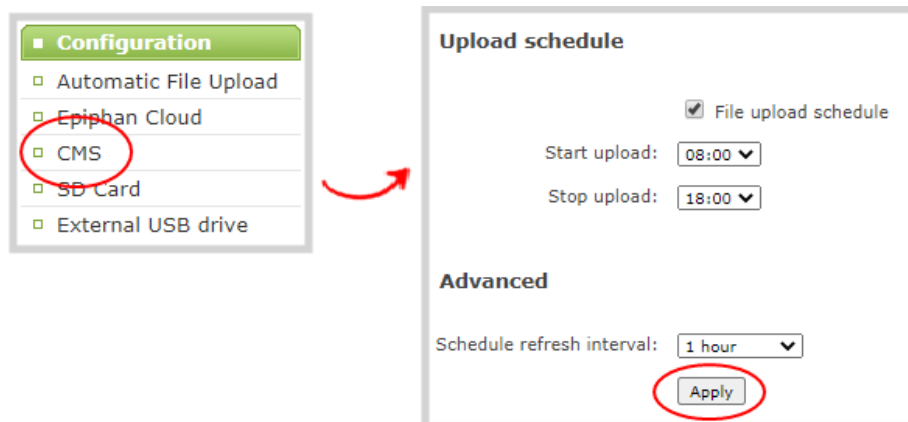 Configuration
Automatic File Upload
Epiphan Cloud
CMS
SD Card
External USB drive
Upload schedule
File upload schedule
Start upload: 08:00
Stop upload: 18:00
Advanced
Schedule refresh interval: 1 hour
Apply